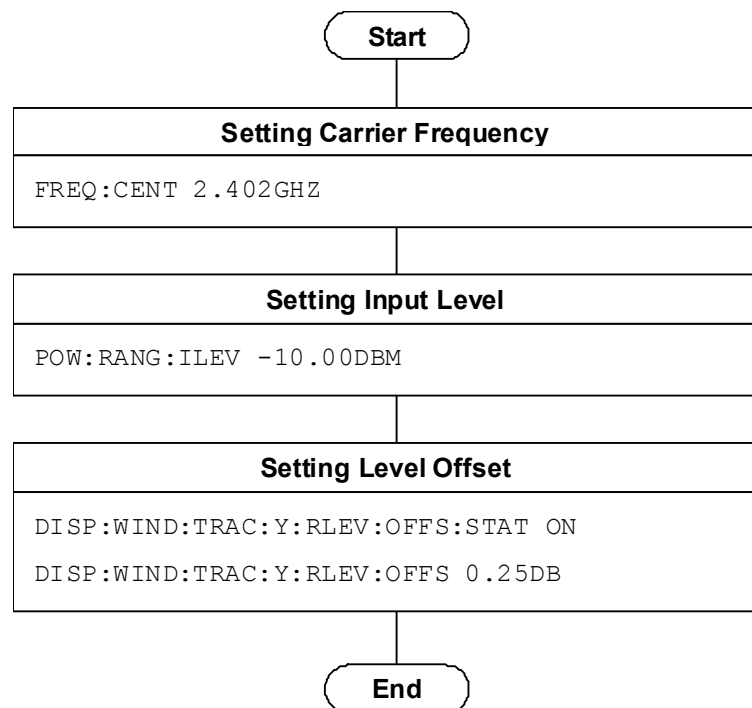 Start
Setting Carrier Frequency
FREQ:CENT 2.402GHZ
Setting Input Level
POW:RANG:ILEV -10.00DBM
Setting Level Offset
DISP:WIND:TRAC:Y:RLEV:OFFS:STAT ON
DISP:WIND:TRAC:Y:RLEV:OFFS 0.25DB
End